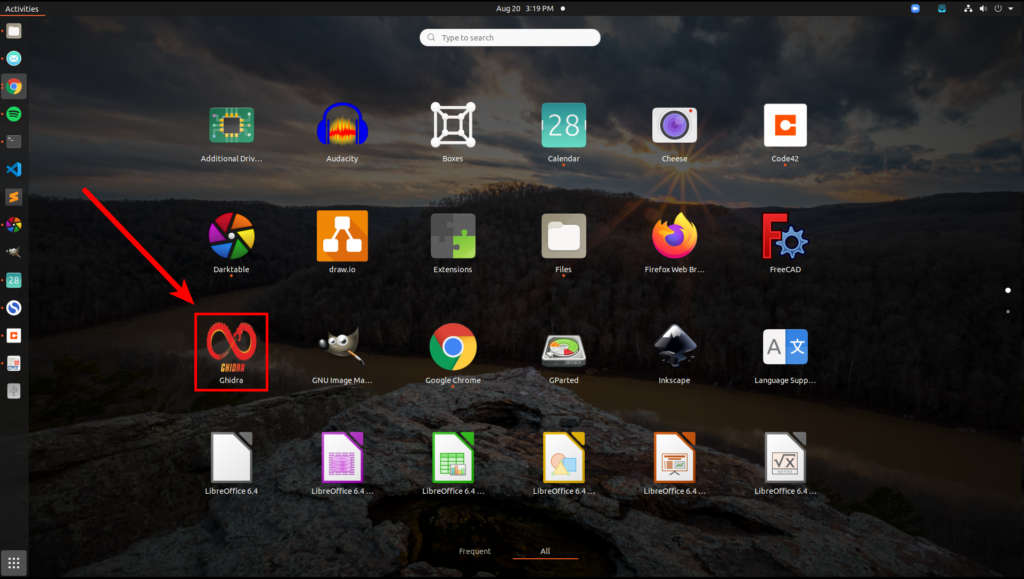 Activities
Aug 20 3:19 PM
Type to search
28
Additional Driv...
Audacity
Boxes
Calendar
Cheese
Code42
Darktable
draw.io
Extensions
Files
Firefox Web Br...
FreeCAD
28
GHIDRA
A 文
Ghidra
GNU Image Ma...
Google Chrome
GParted
Inkscape
Language Supp...
√x
LibreOffice 6.4
LibreOffice 6.4 ...
LibreOffice 6.4 ...
LibreOffice 6.4 ...
LibreOffice 6.4 ...
LibreOffice 6.4 ...
Frequent
All